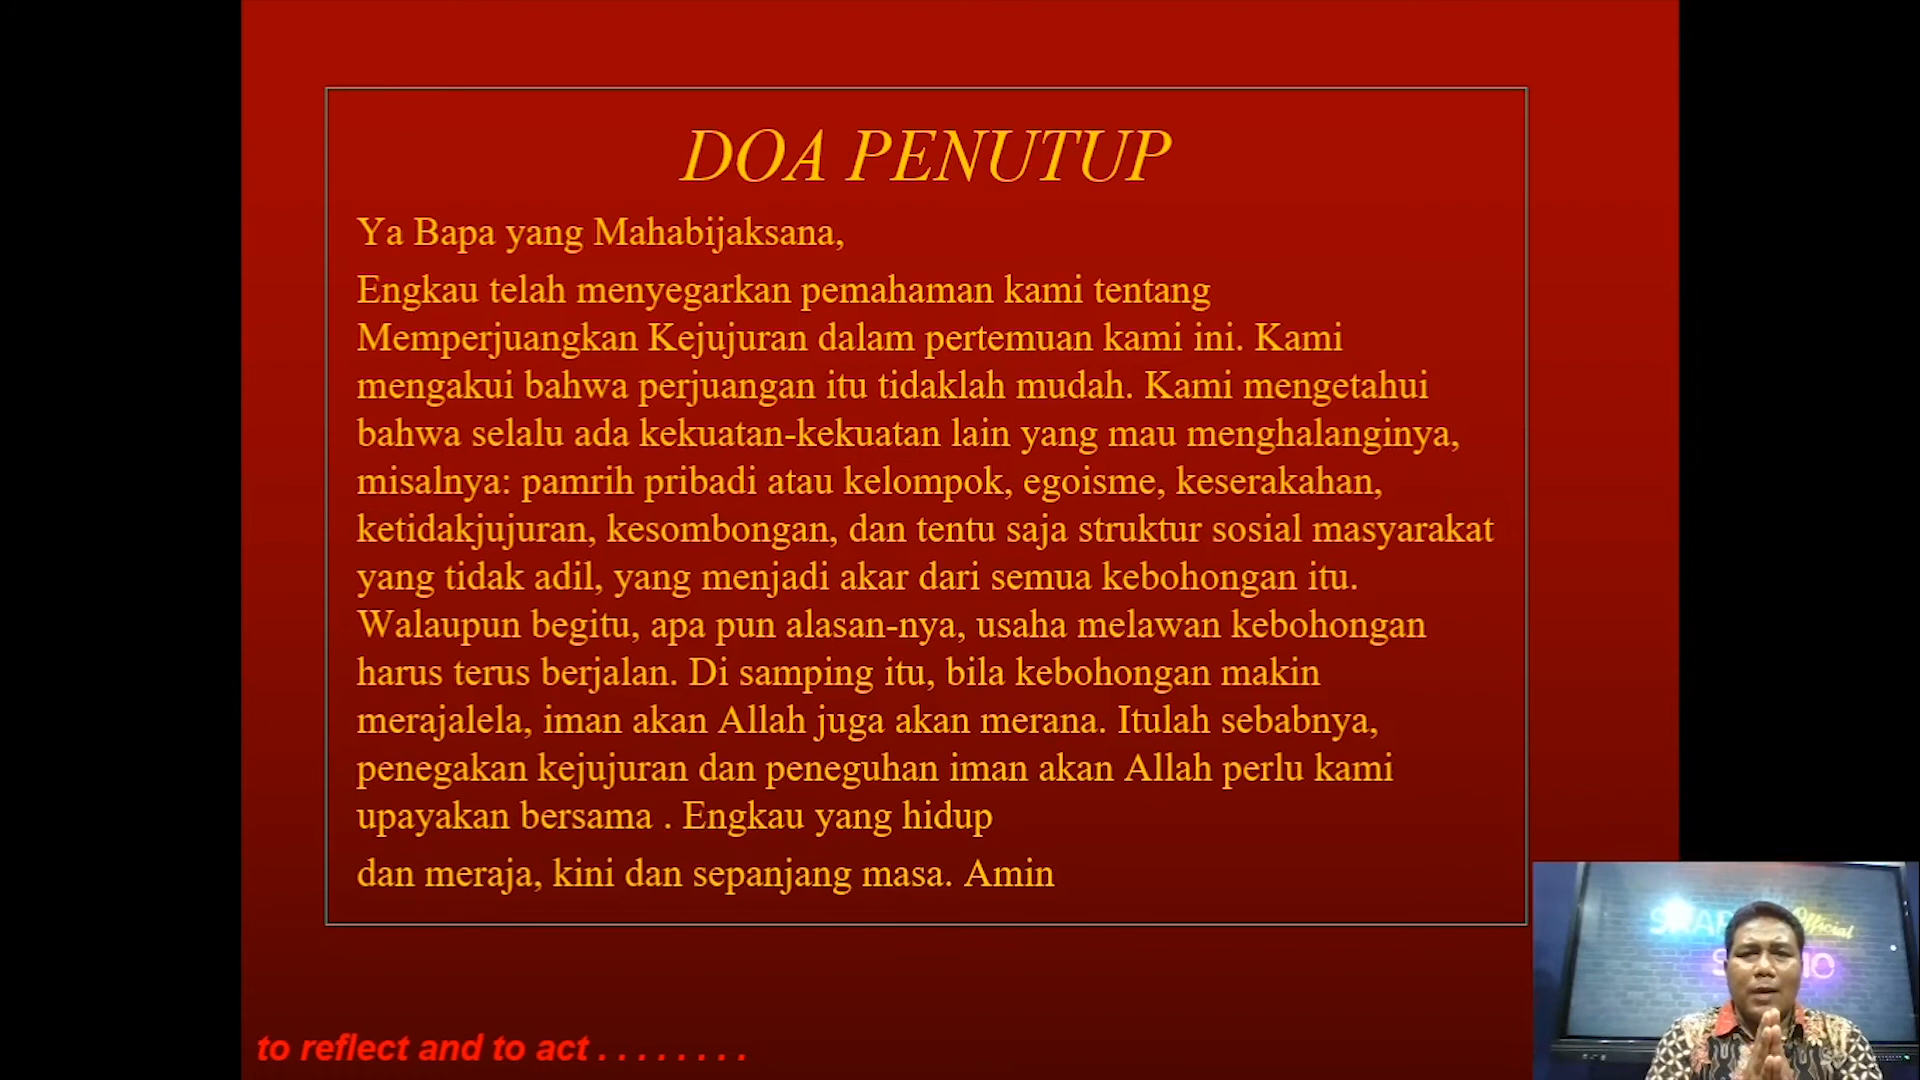 DOA PENUTUP
Ya Bapa yang Mahabijaksana,
Engkau telah menyegarkan pemahaman kami tentang
Memperjuangkan Kejujuran dalam pertemuan kami ini. Kami
mengakui bahwa perjuangan itu tidaklah mudah. Kami mengetahui
bahwa selalu ada kekuatan-kekuatan lain yang mau menghalanginya,
misalnya: pamrih pribadi atau kelompok, egoisme, keserakahan,
ketidakjujuran, kesombongan, dan tentu saja struktur sosial masyarakat
yang tidak adil, yang menjadi akar dari semua kebohongan itu.
Walaupun begitu, apa pun alasan-nya, usaha melawan kebohongan
harus terus berjalan. Di samping itu, bila kebohongan makin
merajalela, iman akan Allah juga akan merana. Itulah sebabnya,
penegakan kejujuran dan peneguhan iman akan Allah perlu kami
upayakan bersama . Engkau yang hidup
dan meraja, kini dan sepanjang masa. Amin
to reflect and to act . . . . . . . .
Official